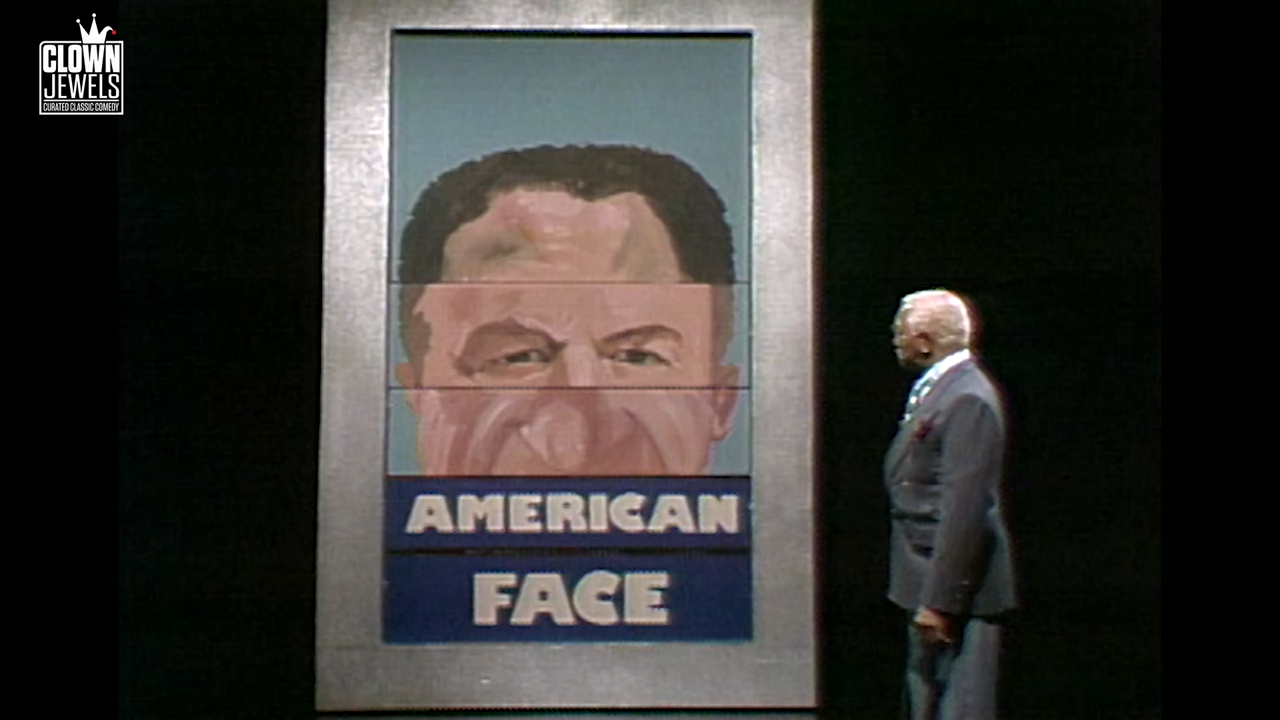 CLOWN
JEWELS
CURATED CLASSIC COMEDY
AMERICAN
FACE